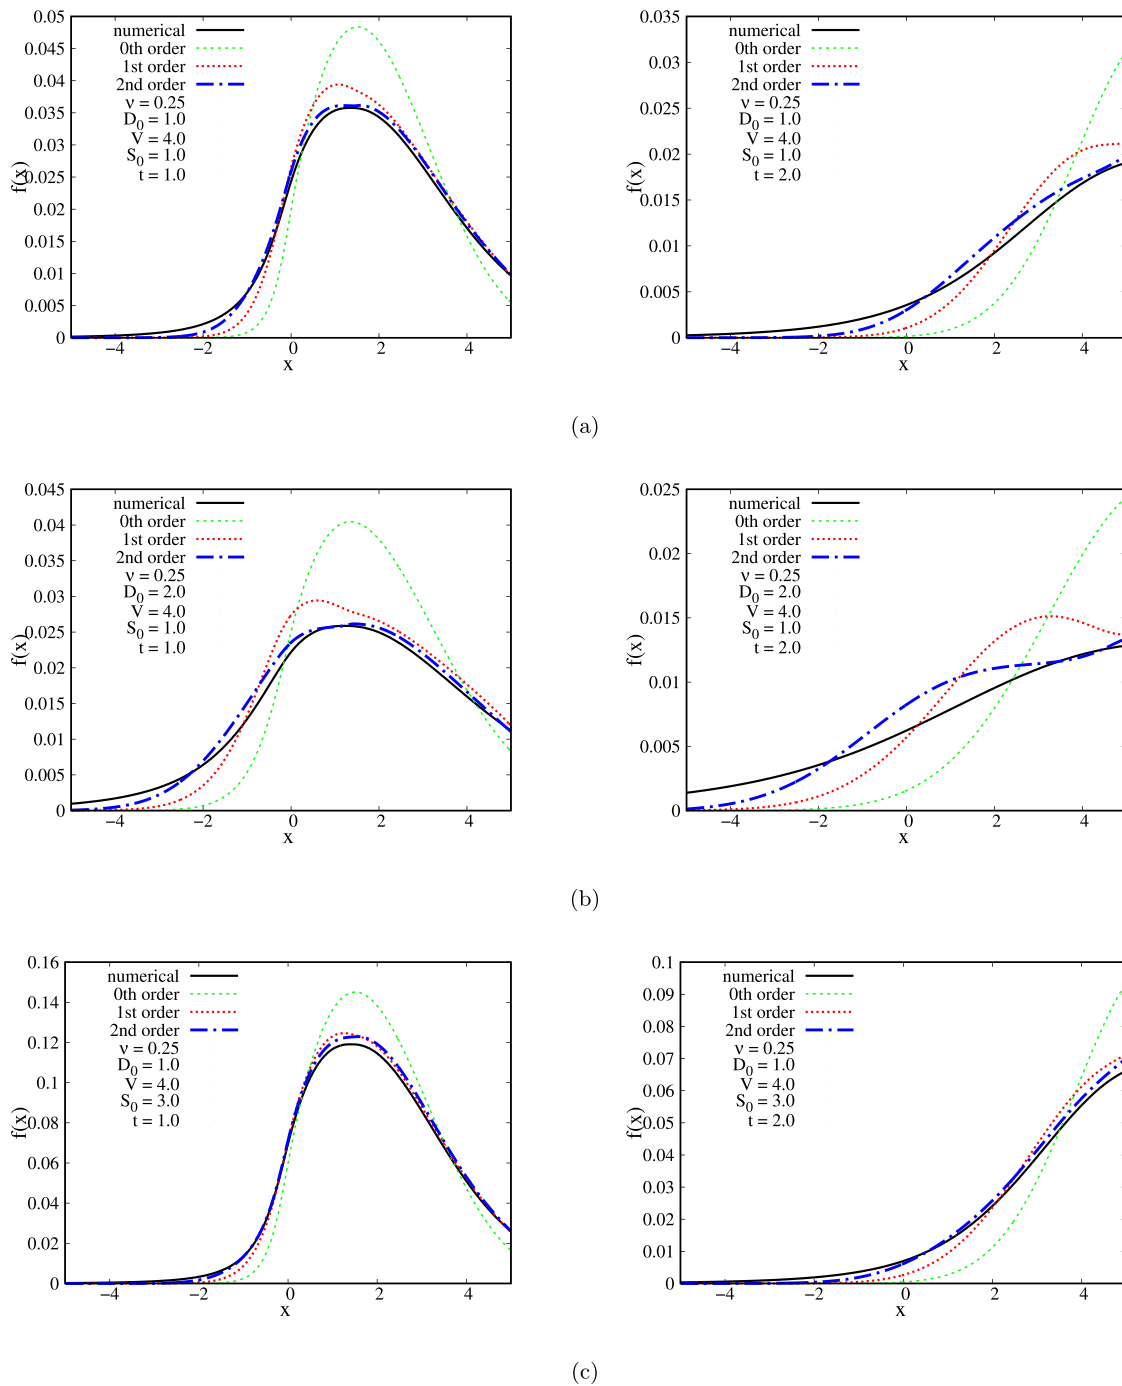 0.05
0.045
0.04
0.035
0.03
0.025
0.02
0.015
0.01
0.005
0
f(x)
numerical
0th order
1st order
2nd order
ν = 0.25
D0 = 1.0
V = 4.0
S0 = 1.0
t = 1.0
−4 −2 0 2 4
x
0.035
0.03
0.025
0.02
0.015
0.01
0.005
0
f(x)
numerical
0th order
1st order
2nd order
ν = 0.25
D0 = 1.0
V = 4.0
S0 = 1.0
t = 2.0
−4 −2 0 2 4
x
(a)
0.045
0.04
0.035
0.03
0.025
0.02
0.015
0.01
0.005
0
f(x)
numerical
0th order
1st order
2nd order
ν = 0.25
D0 = 2.0
V = 4.0
S0 = 1.0
t = 1.0
−4 −2 0 2 4
x
0.025
0.02
0.015
0.01
0.005
0
f(x)
numerical
0th order
1st order
2nd order
ν = 0.25
D0 = 2.0
V = 4.0
S0 = 1.0
t = 2.0
−4 −2 0 2 4
x
(b)
0.16
0.14
0.12
0.1
0.08
0.06
0.04
0.02
0
f(x)
numerical
0th order
1st order
2nd order
ν = 0.25
D0 = 1.0
V = 4.0
S0 = 3.0
t = 1.0
−4 −2 0 2 4
x
0.1
0.09
0.08
0.07
0.06
0.05
0.04
0.03
0.02
0.01
0
f(x)
numerical
0th order
1st order
2nd order
ν = 0.25
D0 = 1.0
V = 4.0
S0 = 3.0
t = 2.0
−4 −2 0 2 4
x
(c)